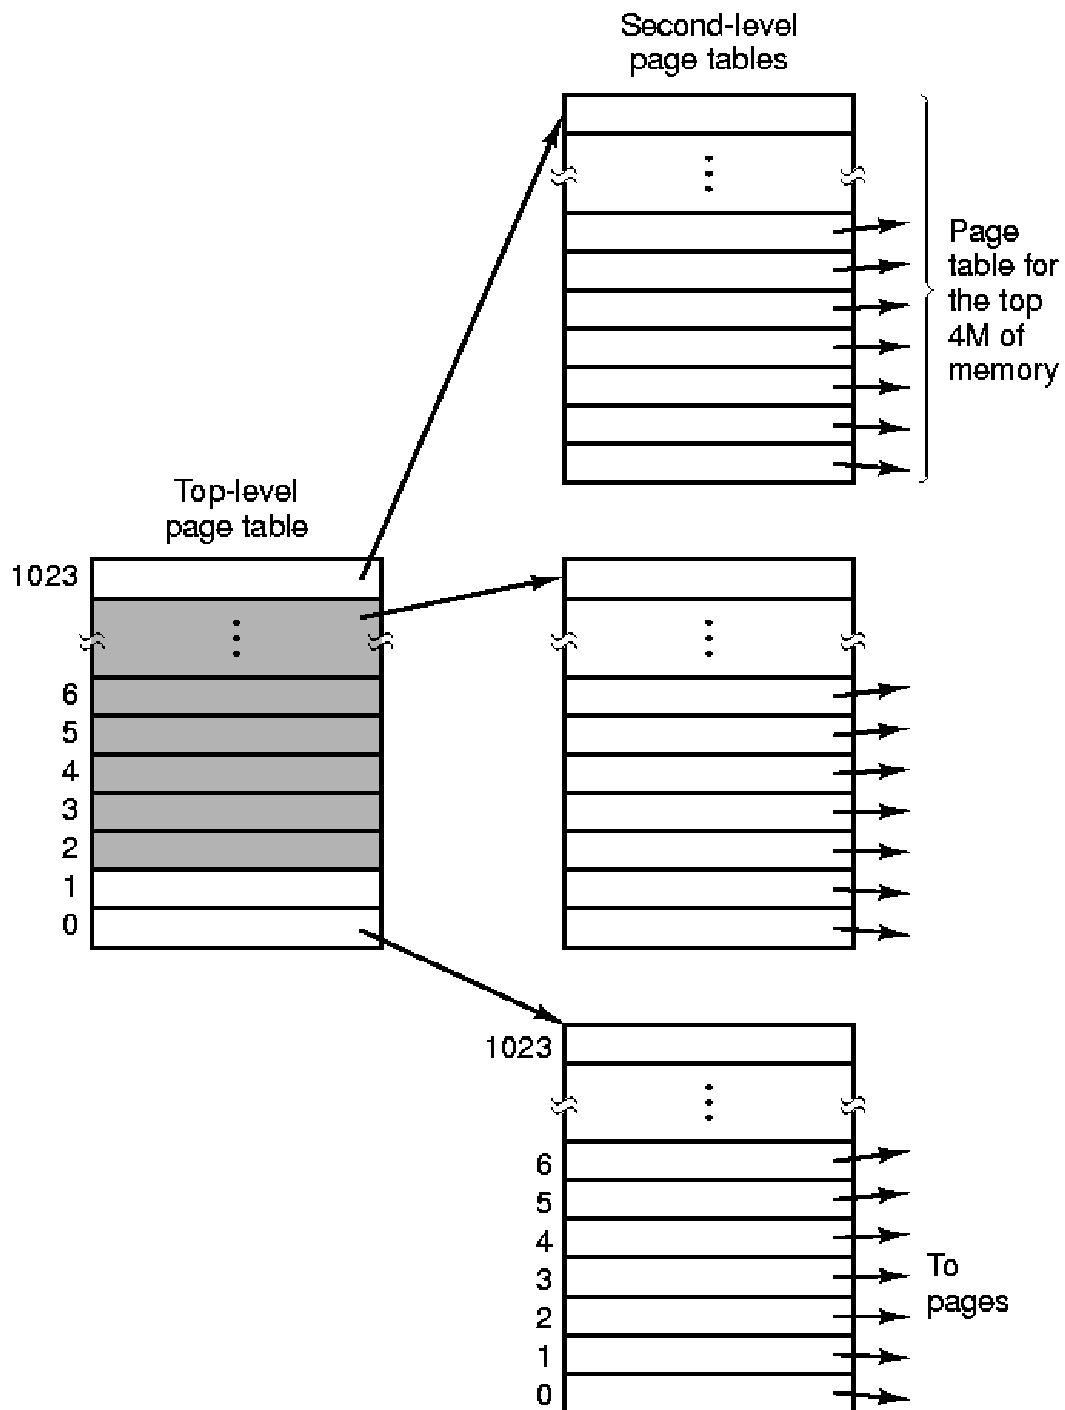 Second-level
page tables
Page
table for
the top
4M of
memory
Top-level
page table
1023
6
5
4
3
2
1
0
1023
6
5
4
3
2
1
0
To
pages